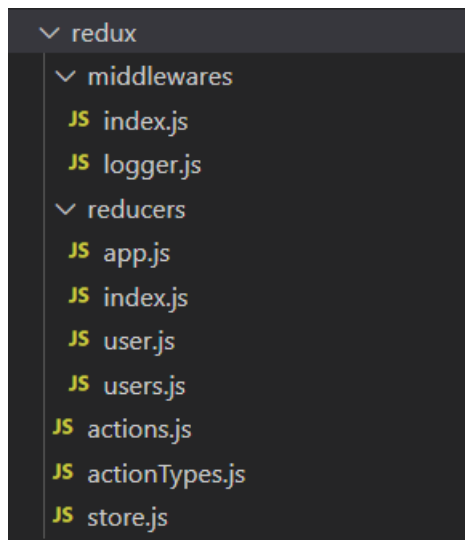 redux
middlewares
JS index.js
JS logger.js
reducers
JS app.js
JS index.js
JS user.js
JS users.js
JS actions.js
JS actionTypes.js
JS store.js